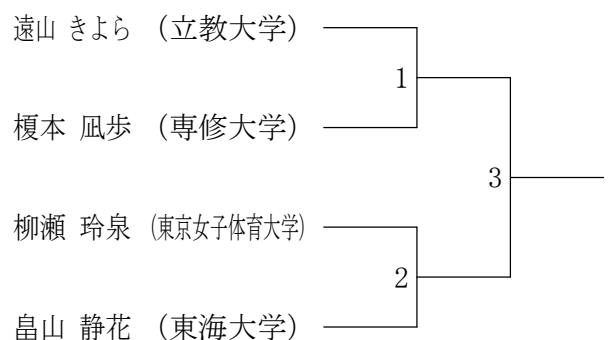 遠山 きよら （立教大学）
1
榎本 凪歩 （専修大学）
3
柳瀬 玲泉 (東京女子体育大学)
2
畠山 静花 （東海大学）